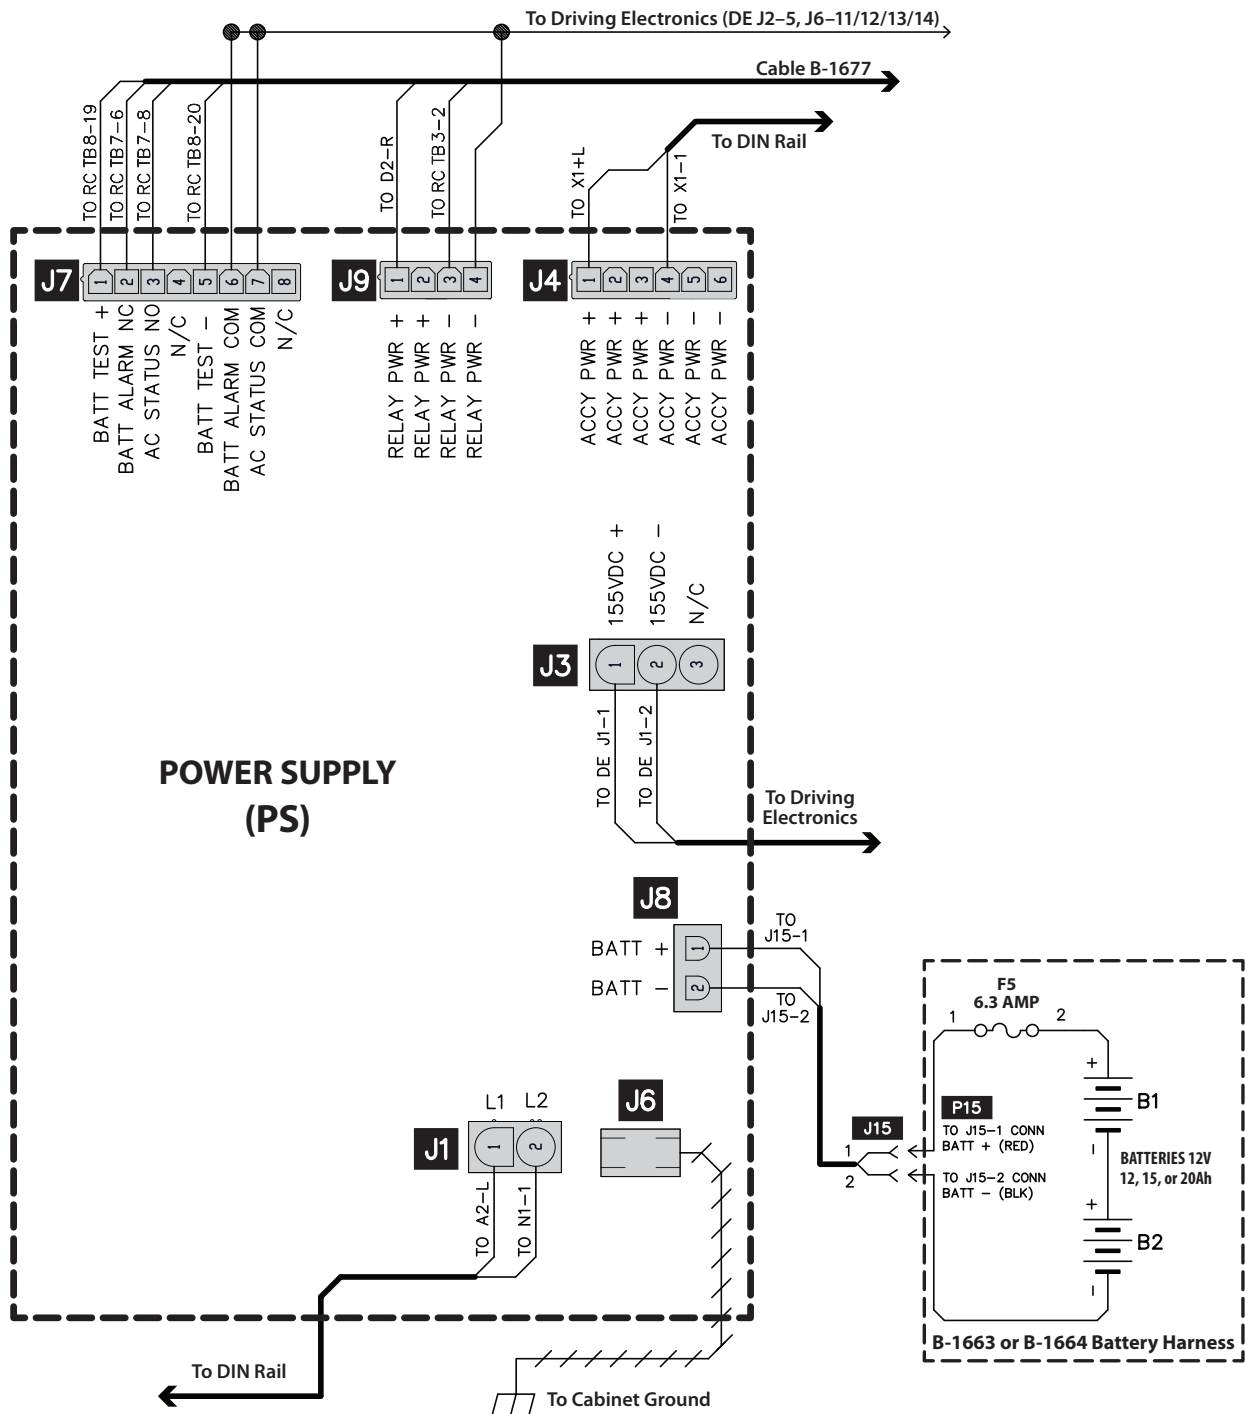 To Driving Electronics (DE J2–5, J6–11/12/13/14)
Cable B-1677
To DIN Rail
TO RC TB8–19
TO RC TB7–6
TO RC TB7–8
TO RC TB8–20
TO D2–R
TO RC TB3–2
TO X1+L
TO X1–1
J7
1
2
3
4
5
6
7
8
J9
1
2
3
4
J4
1
2
3
4
5
6
BATT TEST +
BATT ALARM NC
AC STATUS NO
N/C
BATT TEST –
BATT ALARM COM
AC STATUS COM
N/C
RELAY PWR +
RELAY PWR +
RELAY PWR –
RELAY PWR –
ACCY PWR +
ACCY PWR +
ACCY PWR +
ACCY PWR –
ACCY PWR –
ACCY PWR –
155VDC +
155VDC –
N/C
J3
1
2
3
TO DE J1–1
TO DE J1–2
POWER SUPPLY
(PS)
To Driving
Electronics
J8
BATT +
1
BATT –
2
TO
J15–1
TO
J15–2
F5
6.3 AMP
1
2
+
B1
–
P15
J15
TO J15–1 CONN
BATT + (RED)
1
2
TO J15–2 CONN
BATT – (BLK)
BATTERIES 12V
12, 15, or 20Ah
+
B2
–
B-1663 or B-1664 Battery Harness
L1
L2
J1
1
2
J6
TO A2–L
TO N1–1
To DIN Rail
To Cabinet Ground